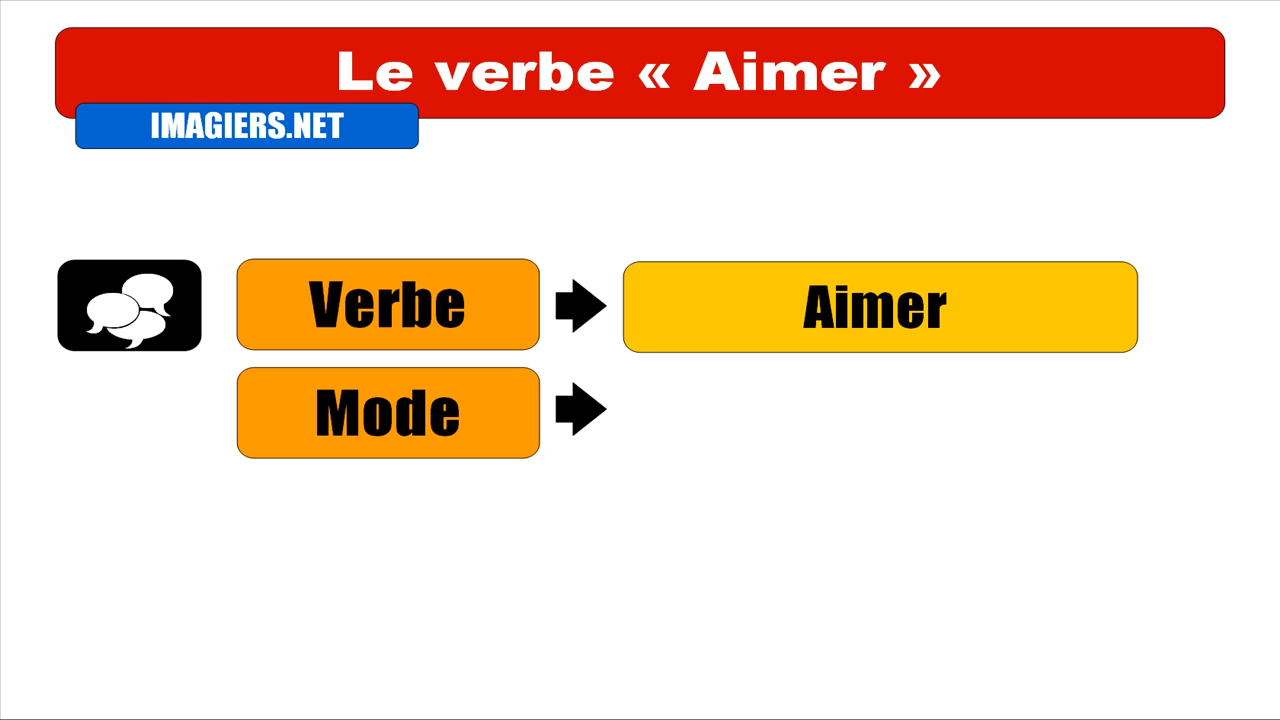 Le verbe « Aimer »
IMAGIERS.NET
Verbe
Aimer
Mode